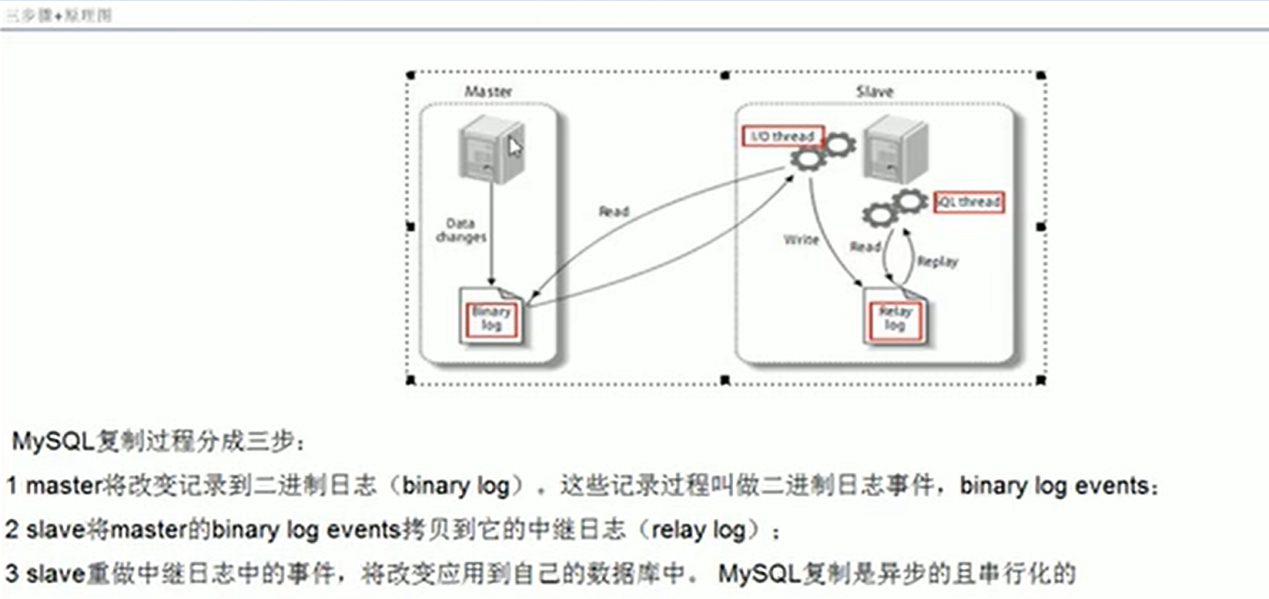 三步骤+原理图
Master
Slave
I/O thread
SQL thread
Data
changes
Read
Write
Read
Replay
Binary
log
Relay
log
MySQL复制过程分成三步：
1 master将改变记录到二进制日志（binary log）。这些记录过程叫做二进制日志事件，binary log events；
2 slave将master的binary log events拷贝到它的中继日志（relay log）；
3 slave重做中继日志中的事件，将改变应用到自己的数据库中。 MySQL复制是异步的且串行化的